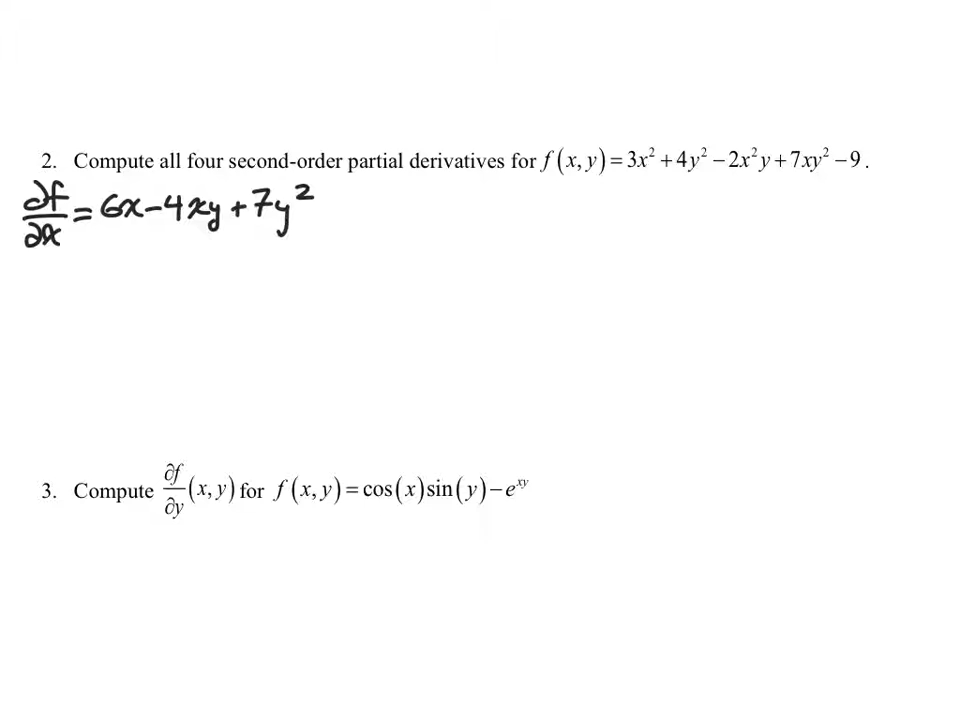 2. Compute all four second-order partial derivatives for f(x, y) = 3x² + 4y² − 2x²y + 7xy² − 9.
∂f/∂x = 6x − 4xy + 7y²
3. Compute ∂f/∂y (x, y) for f(x, y) = cos(x)sin(y) − e^xy